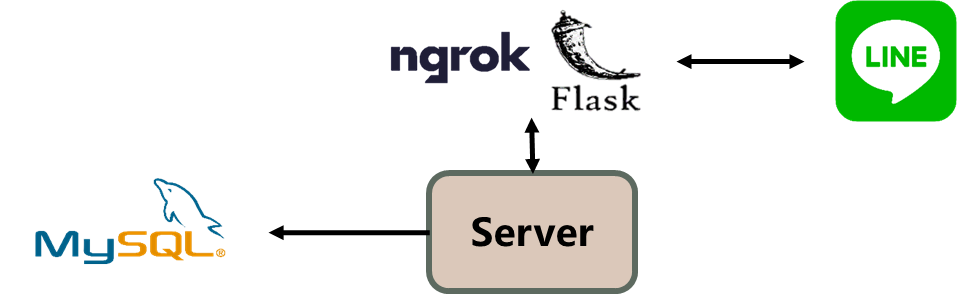 ngrok
Flask
LINE
Server
MySQL®